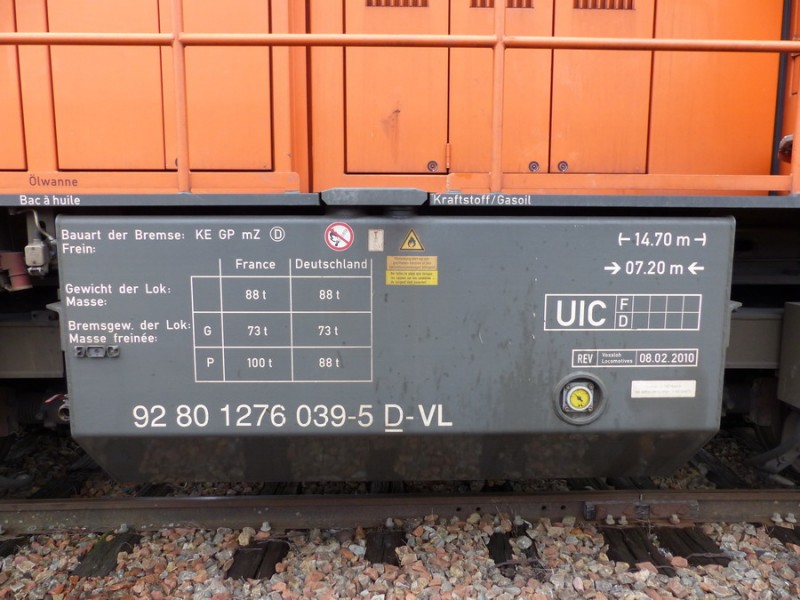 Ölwanne
Bac à huile
Kraftstoff/Gasoil
Bauart der Bremse: KE GP mZ Ⓓ
Frein:
France Deutschland
Gewicht der Lok: 88 t 88 t
Masse:
Bremsgew. der Lok: G 73 t 73 t
Masse freinée:
P 100 t 88 t
14.70 m
07.20 m
UIC F
D
REV Vossloh Locomotives 08.02.2010
92 80 1276 039-5 D-VL